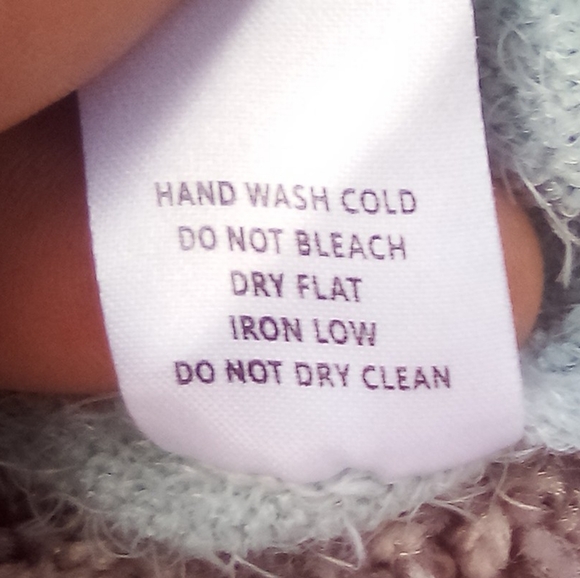 HAND WASH COLD
DO NOT BLEACH
DRY FLAT
IRON LOW
DO NOT DRY CLEAN